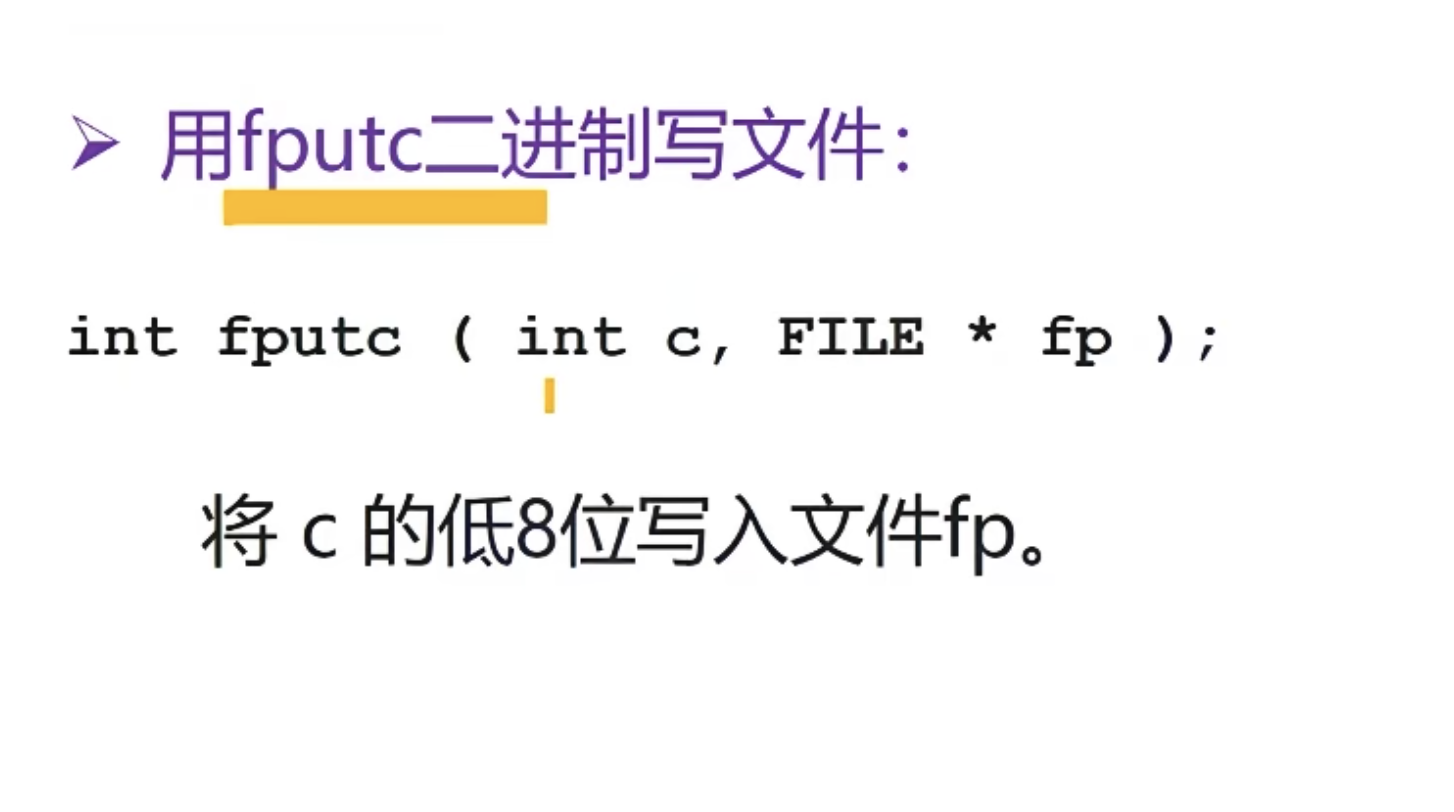 用fputc二进制写文件：
int fputc ( int c, FILE * fp );
将 c 的低8位写入文件fp。